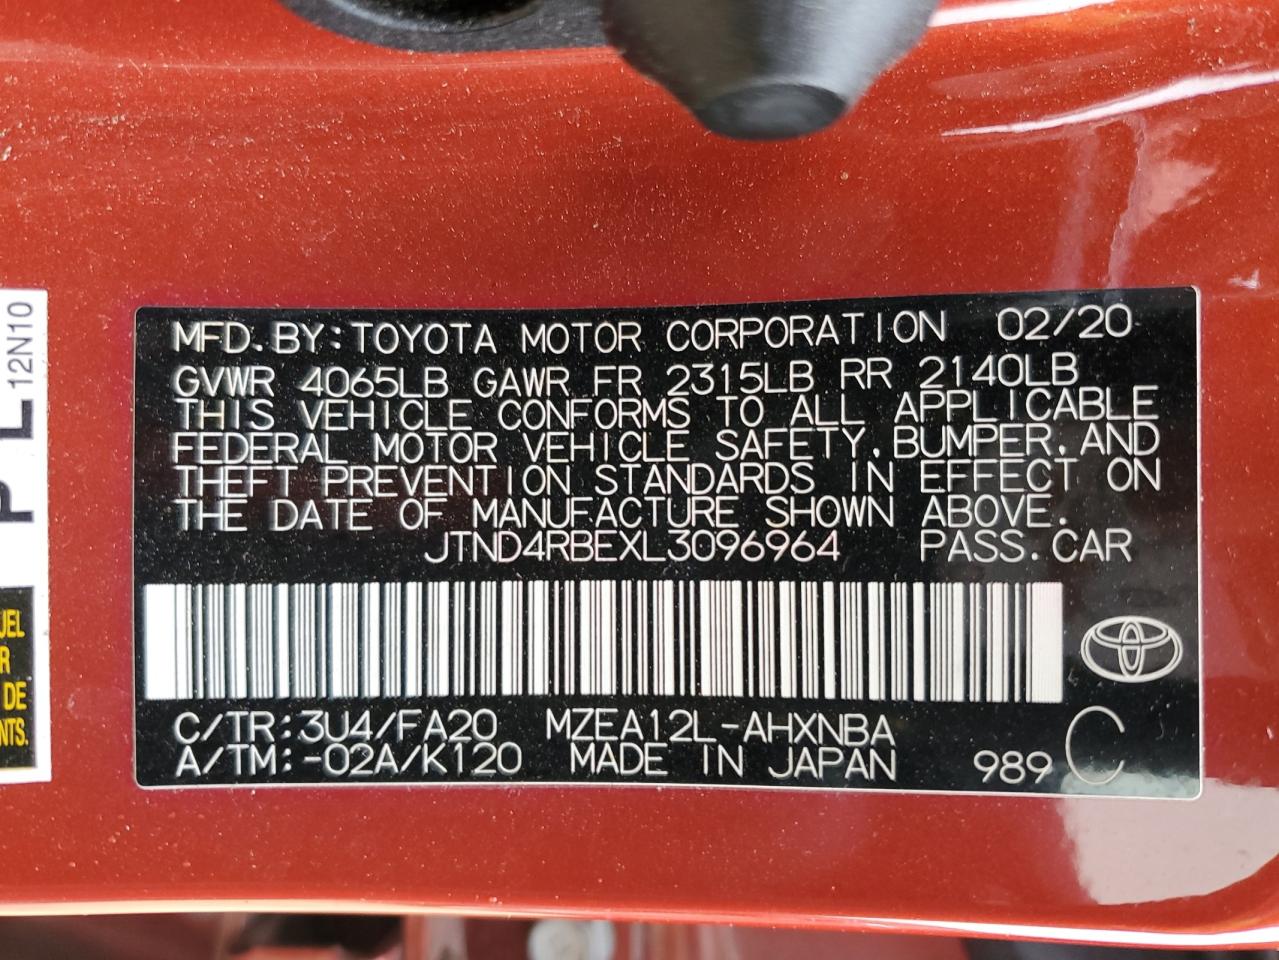 MFD.BY:TOYOTA MOTOR CORPORATION 02/20
GVWR 4065LB GAWR FR 2315LB RR 2140LB
THIS VEHICLE CONFORMS TO ALL APPLICABLE
FEDERAL MOTOR VEHICLE SAFETY,BUMPER,AND
THEFT PREVENTION STANDARDS IN EFFECT ON
THE DATE OF MANUFACTURE SHOWN ABOVE.
JTND4RBEXL3096964 PASS.CAR
C/TR:3U4/FA20 MZEA12L-AHXNBA
A/TM:-02A/K120 MADE IN JAPAN 989 C
12N10
P L
DE